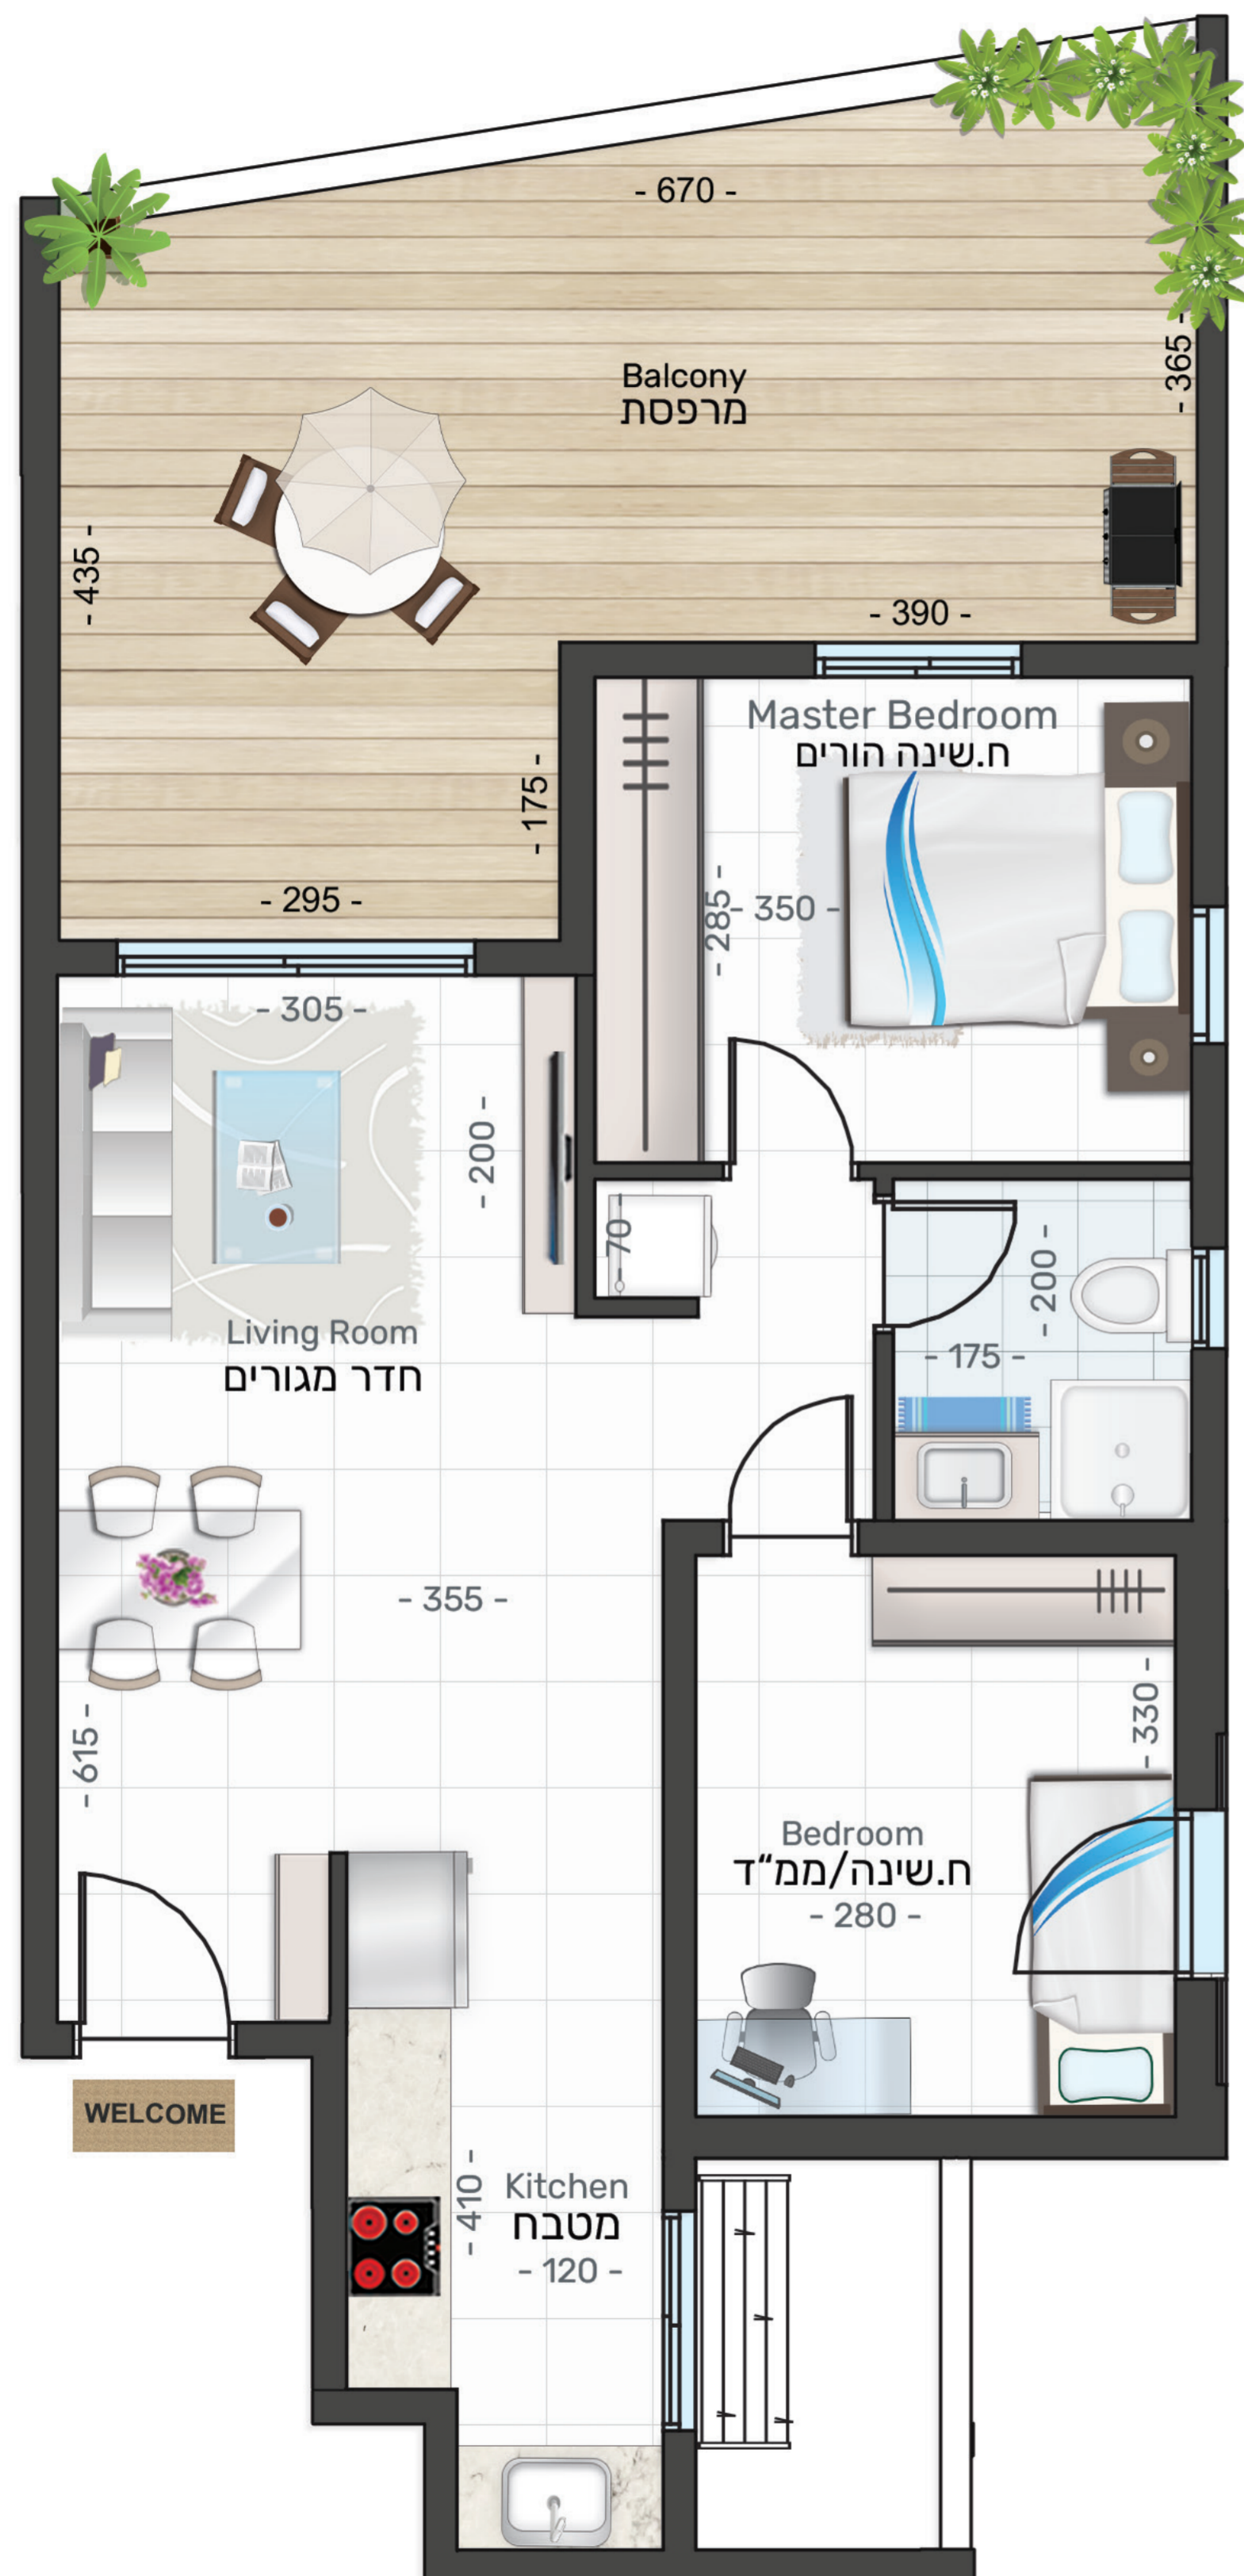 - 670 -
- 365 -
Balcony
מרפסת
- 435 -
- 390 -
- 175 -
- 295 -
Master Bedroom
ח.שינה הורים
- 285 -
- 350 -
- 305 -
- 200 -
- 70 -
- 200 -
- 175 -
Living Room
חדר מגורים
- 355 -
- 615 -
- 330 -
Bedroom
ח.שינה/ממ״ד
- 280 -
WELCOME
- 410 -
Kitchen
מטבח
- 120 -